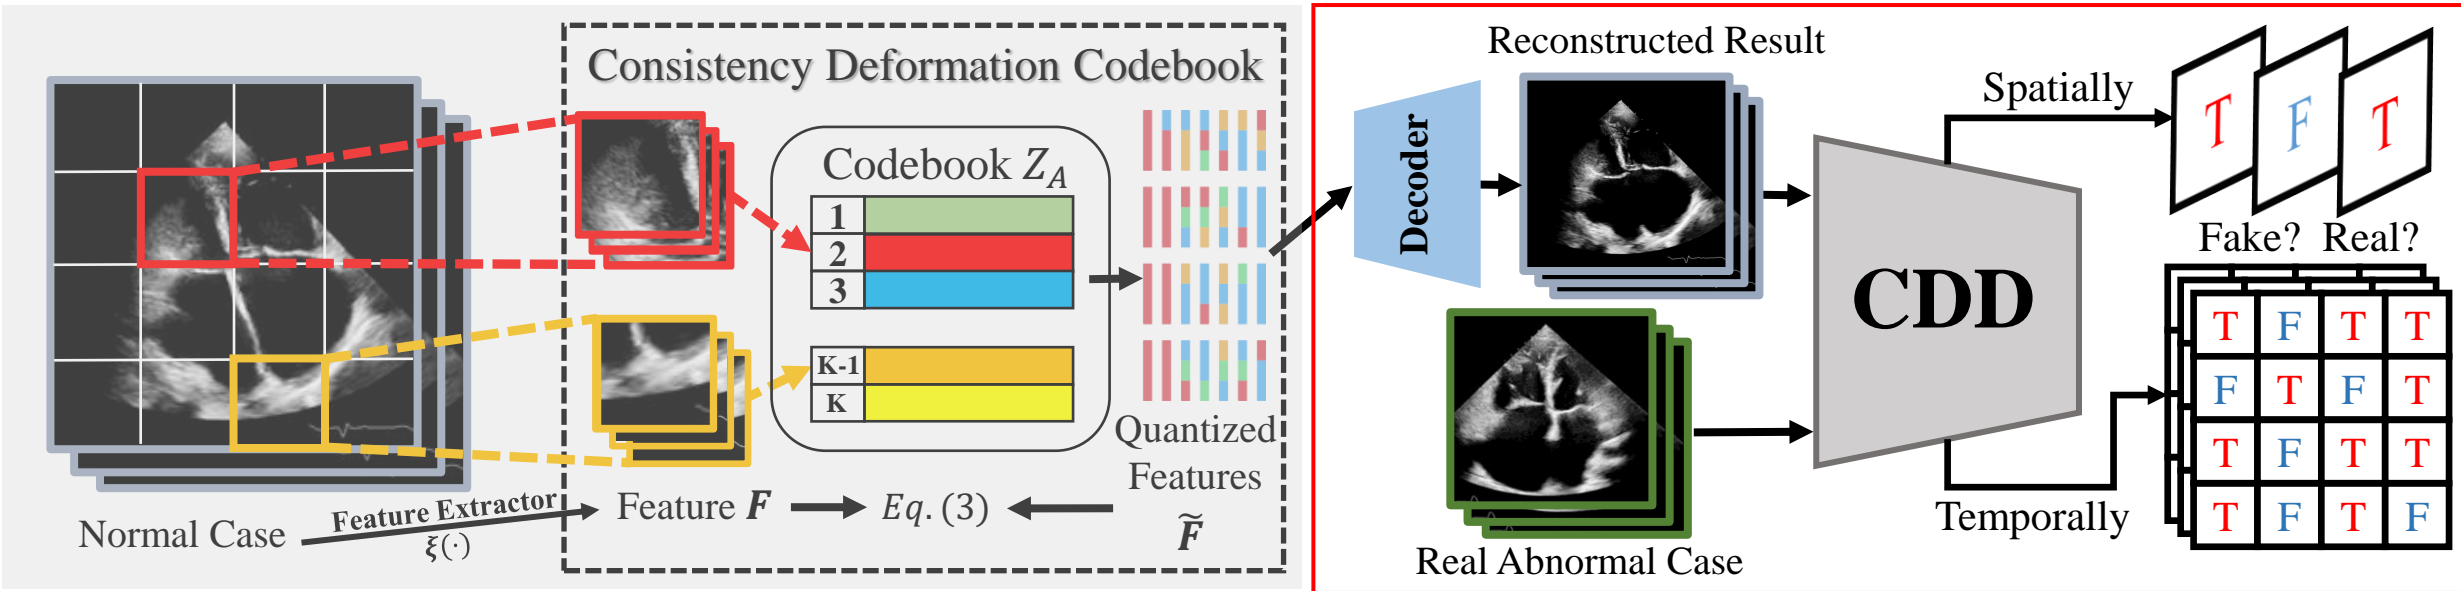 Consistency Deformation Codebook
Codebook Z_A
1
2
3
K-1
K
Quantized
Features
F̃
Normal Case
Feature Extractor
ξ(·)
Feature F
Eq. (3)
Reconstructed Result
Decoder
Real Abnormal Case
CDD
Spatially
T F T
Fake? Real?
Temporally
T F T T
F T F T
T F T T
T F T F